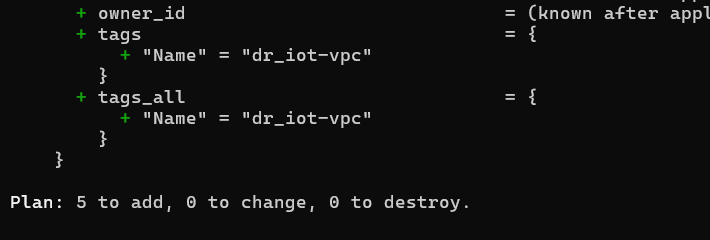 + owner_id = (known after appl
+ tags = {
+ "Name" = "dr_iot-vpc"
}
+ tags_all = {
+ "Name" = "dr_iot-vpc"
}
}
Plan: 5 to add, 0 to change, 0 to destroy.